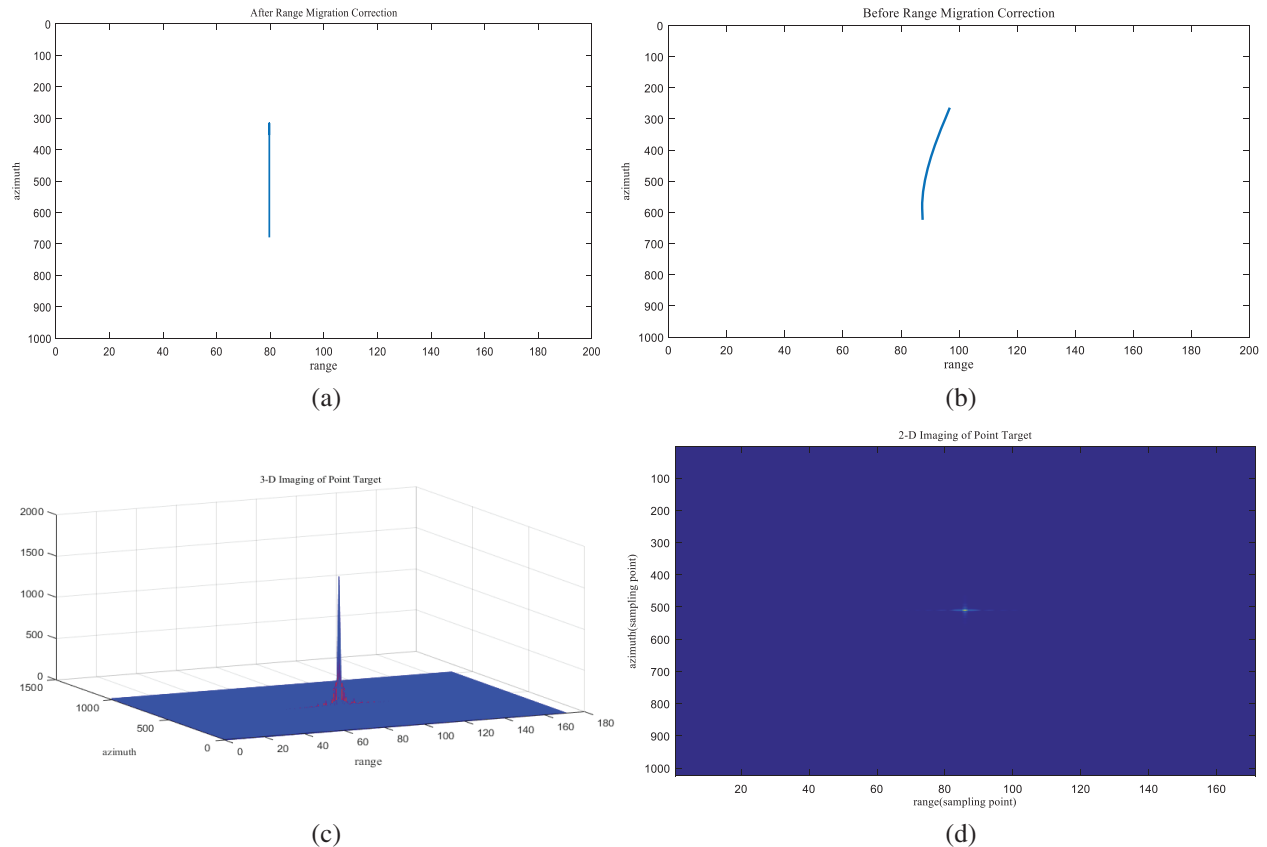 After Range Migration Correction
0
100
200
300
400
500
600
700
800
900
1000
azimuth
0 20 40 60 80 100 120 140 160 180 200
range
(a)
Before Range Migration Correction
0
100
200
300
400
500
600
700
800
900
1000
azimuth
0 20 40 60 80 100 120 140 160 180 200
range
(b)
3-D Imaging of Point Target
2000
1500
1000
500
0
1500
1000
500
0
azimuth
0 20 40 60 80 100 120 140 160 180
range
(c)
2-D Imaging of Point Target
100
200
300
400
500
600
700
800
900
1000
azimuth(sampling point)
20 40 60 80 100 120 140 160
range(sampling point)
(d)